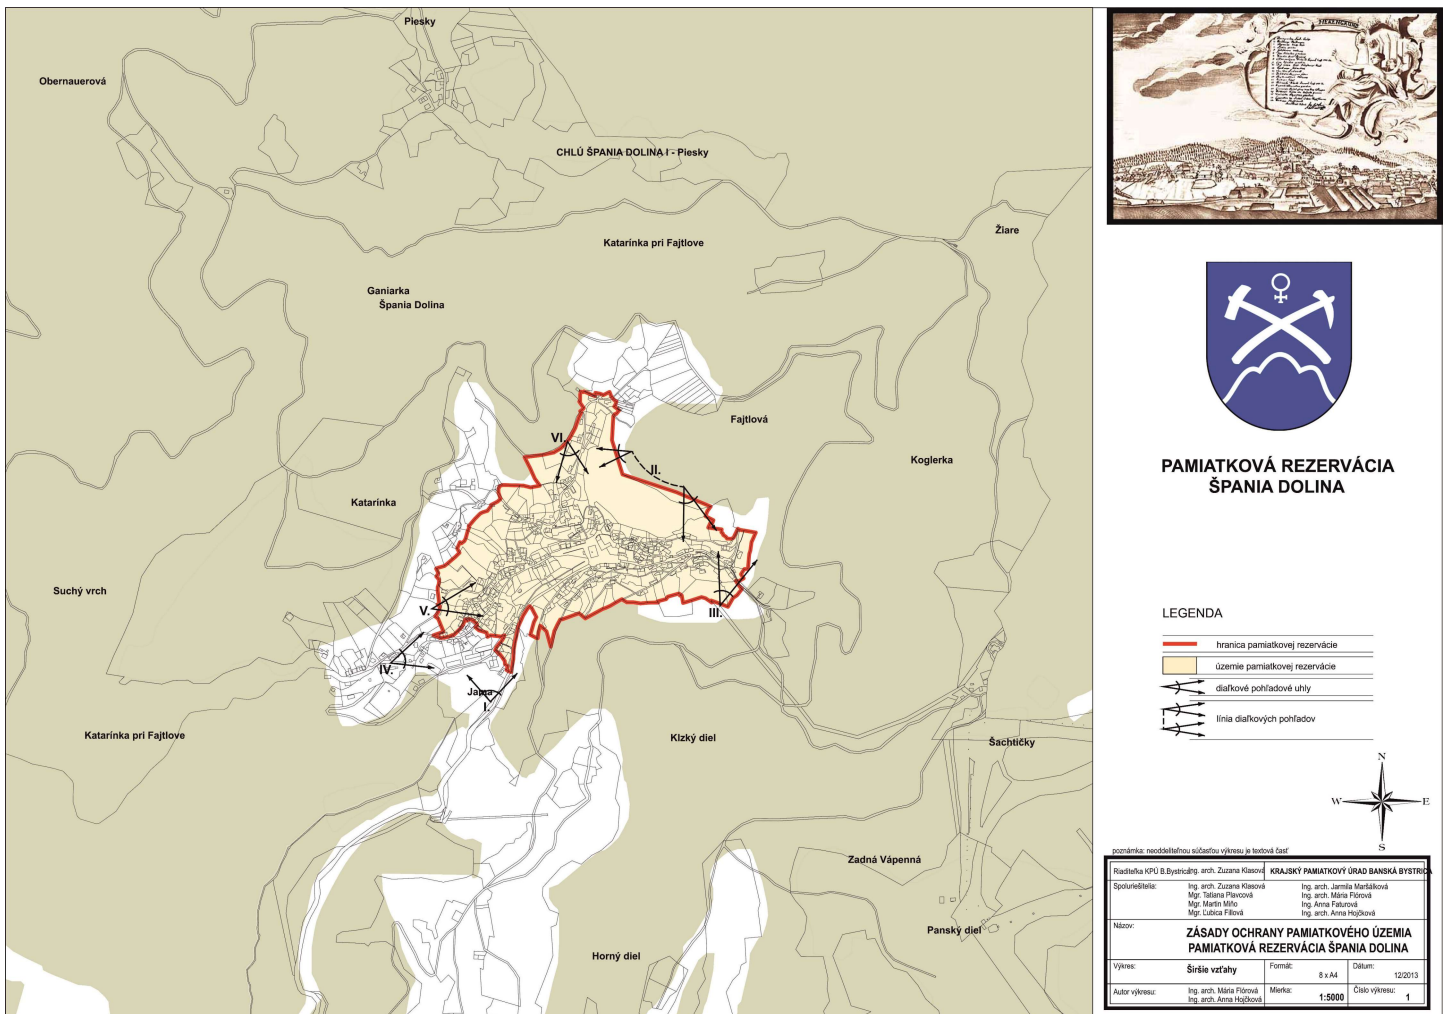 Piesky
Obernauerová
CHLÚ ŠPANIA DOLINA I - Piesky
Žiare
Katarínka pri Fajtlove
Ganiarka
Špania Dolina
Fajtlová
VI.
II.
Koglerka
Katarínka
Suchý vrch
V.
III.
IV.
Jama
I.
Katarínka pri Fajtlove
Klzký diel
Šachtičky
Zadná Vápenná
Panský diel
Horný diel
HERENGRUND
PAMIATKOVÁ REZERVÁCIA
ŠPANIA DOLINA
LEGENDA
hranica pamiatkovej rezervácie
územie pamiatkovej rezervácie
diaľkové pohľadové uhly
línia diaľkových pohľadov
N
W
E
S
poznámka: neoddeliteľnou súčasťou výkresu je textová časť
Riaditeľka KPÚ B.Bystrica Ing. arch. Zuzana Klasová KRAJSKÝ PAMIATKOVÝ ÚRAD BANSKÁ BYSTRICA
Spoluriešitelia: Ing. arch. Zuzana Klasová Ing. arch. Jarmila Maršálková
Mgr. Tatiana Plavcová Ing. arch. Mária Flórová
Mgr. Martin Miňo Ing. Anna Faturová
Mgr. Ľubica Fillová Ing. arch. Anna Hojčková
Názov: ZÁSADY OCHRANY PAMIATKOVÉHO ÚZEMIA
PAMIATKOVÁ REZERVÁCIA ŠPANIA DOLINA
Výkres: Širšie vzťahy Formát: 8 x A4 Dátum: 12/2013
Autor výkresu: Ing. arch. Mária Flórová Mierka: 1:5000 Číslo výkresu: 1
Ing. arch. Anna Hojčková